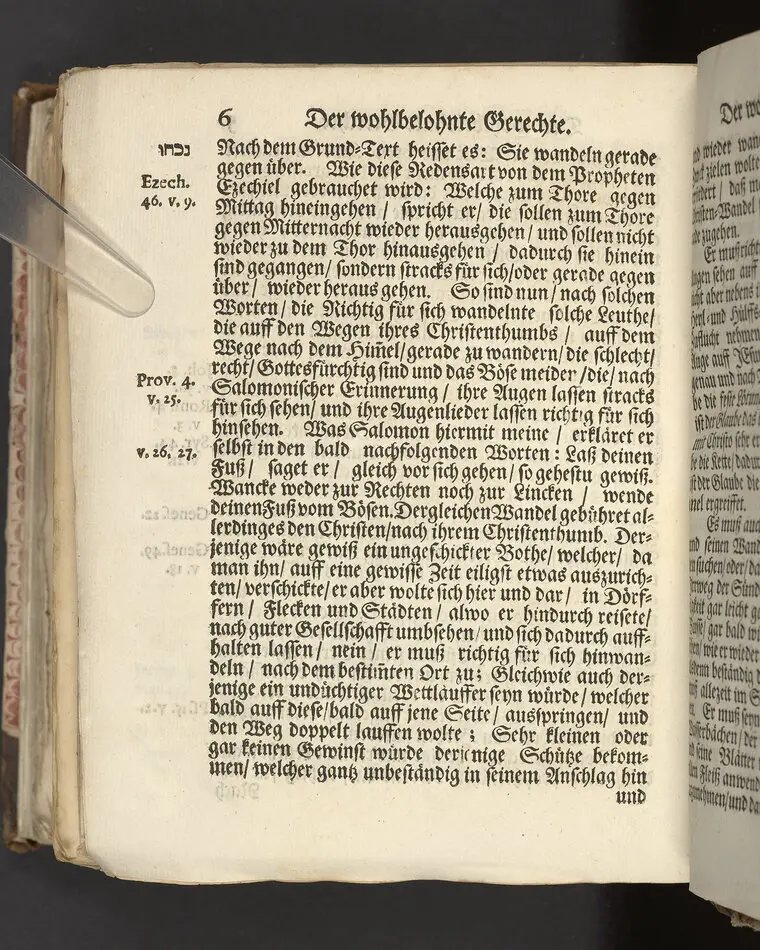 6 Der wohlbelohnte Gerechte.
נכחו
Nach dem Grund-Text heisset es: Sie wandeln gerade
gegen über. Wie diese Redensart von dem Propheten
Ezech.
Ezechiel gebrauchet wird: Welche zum Thore gegen
46. v. 9.
Mittag hineingehen / spricht er / die sollen zum Thore
gegen Mitternacht wieder herausgehen / und sollen nicht
wieder zu dem Thor hinausgehen / dadurch sie hinein
sind gegangen / sondern stracks für sich / oder gerade gegen
über / wieder heraus gehen. So sind nun / nach solchen
Worten / die Richtig für sich wandelnte solche Leuthe /
die auff den Wegen ihres Christenthumbs / auff dem
Wege nach dem Him̃el / gerade zu wandern / die schlecht /
recht / Gottesfürchtig sind und das Böse meiden / die / nach
Prov. 4.
Salomonischer Erinnerung / ihre Augen lassen stracks
v. 25.
für sich sehen / und ihre Augenlieder lassen richtig für sich
hinsehen. Was Salomon hiermit meine / erkläret er
v. 26. 27.
selbst in den bald nachfolgenden Worten: Laß deinen
Fuß / saget er / gleich vor sich gehen / so gehestu gewiß.
Wancke weder zur Rechten noch zur Lincken / wende
deinen Fuß vom Bösen. Dergleichen Wandel gebühret al-
lerdinges den Christen / nach ihrem Christenthumb. Der-
jenige wäre gewiß ein ungeschickter Bothe / welcher / da
man ihn / auff eine gewisse Zeit eiligst etwas auszurich-
ten / verschickte / er aber wolte sich hier und dar / in Dörf-
fern / Flecken und Städten / alwo er hindurch reisete /
nach guter Gesellschafft umbsehen / und sich dadurch auff-
halten lassen / nein / er muß richtig für sich hinwan-
deln / nach dem bestim̃ten Ort zu; Gleichwie auch der-
jenige ein undüchtiger Wettläuffer seyn würde / welcher
bald auff diese / bald auff jene Seite / ausspringen / und
den Weg doppelt lauffen wolte; Sehr kleinen oder
gar keinen Gewinst würde derjenige Schütze bekom-
men / welcher gantz unbeständig in seinem Anschlag hin
und